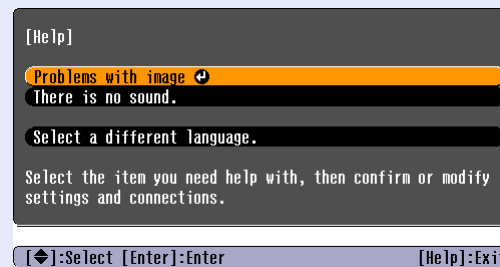 [Help]
Problems with image
There is no sound.
Select a different language.
Select the item you need help with, then confirm or modify
settings and connections.
[◆]:Select [Enter]:Enter [Help]:Exi